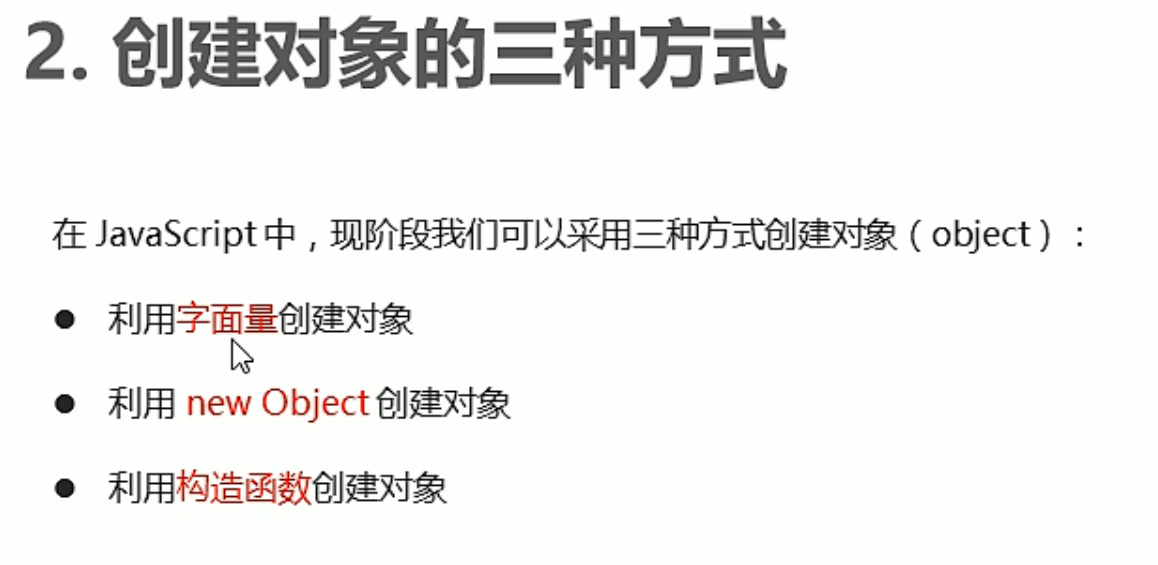 2. 创建对象的三种方式
在 JavaScript 中，现阶段我们可以采用三种方式创建对象（object）：
● 利用字面量创建对象
● 利用 new Object 创建对象
● 利用构造函数创建对象